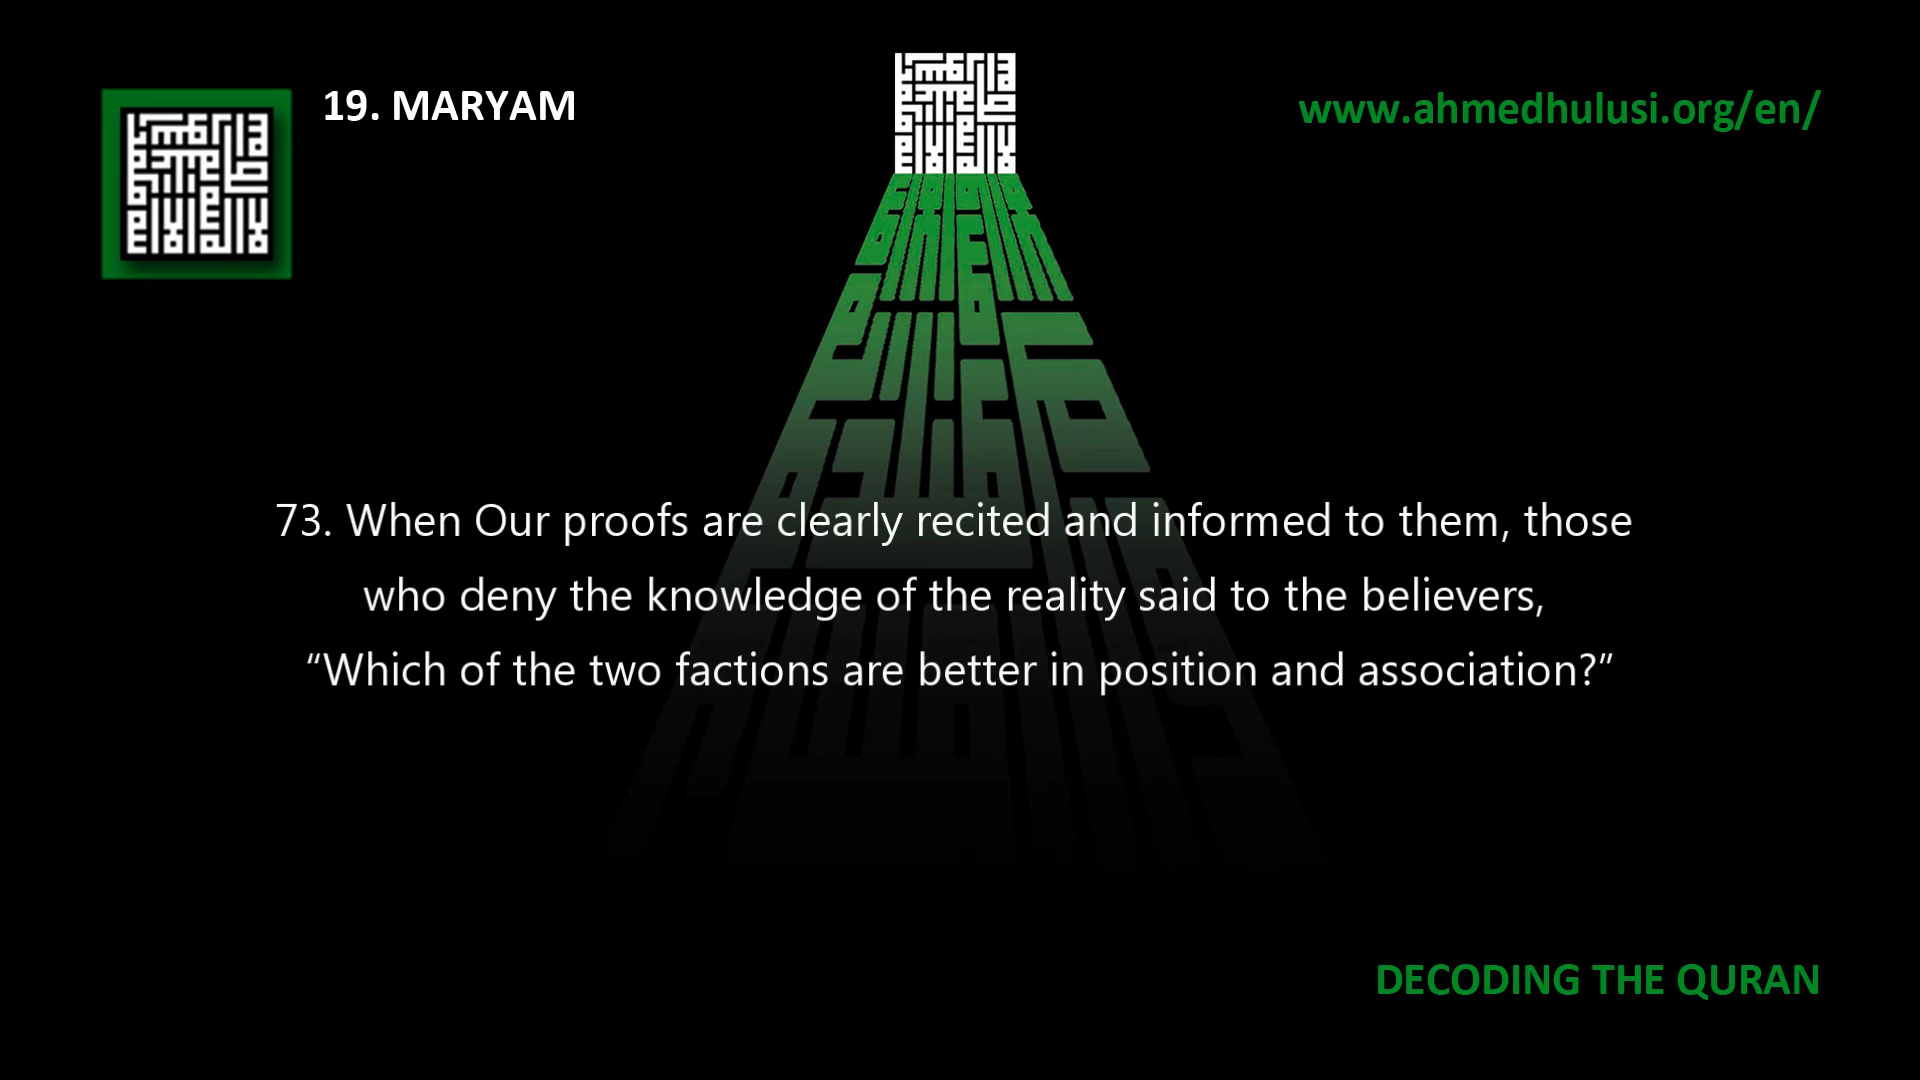 19. MARYAM
www.ahmedhulusi.org/en/
73. When Our proofs are clearly recited and informed to them, those
who deny the knowledge of the reality said to the believers,
“Which of the two factions are better in position and association?”
DECODING THE QURAN